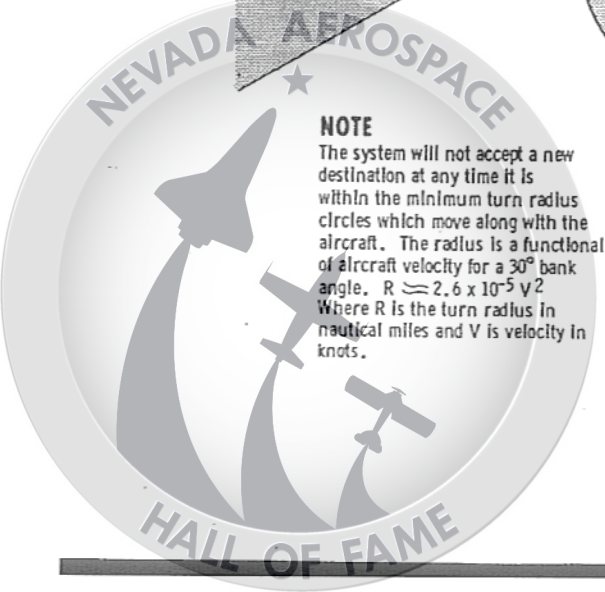 NEVADA AEROSPACE
NOTE
The system will not accept a new
destination at any time it is
within the minimum turn radius
circles which move along with the
aircraft. The radius is a functional
of aircraft velocity for a 30° bank
angle. R ≈ 2.6 x 10⁻⁵ V²
Where R is the turn radius in
nautical miles and V is velocity in
knots.
HALL OF FAME